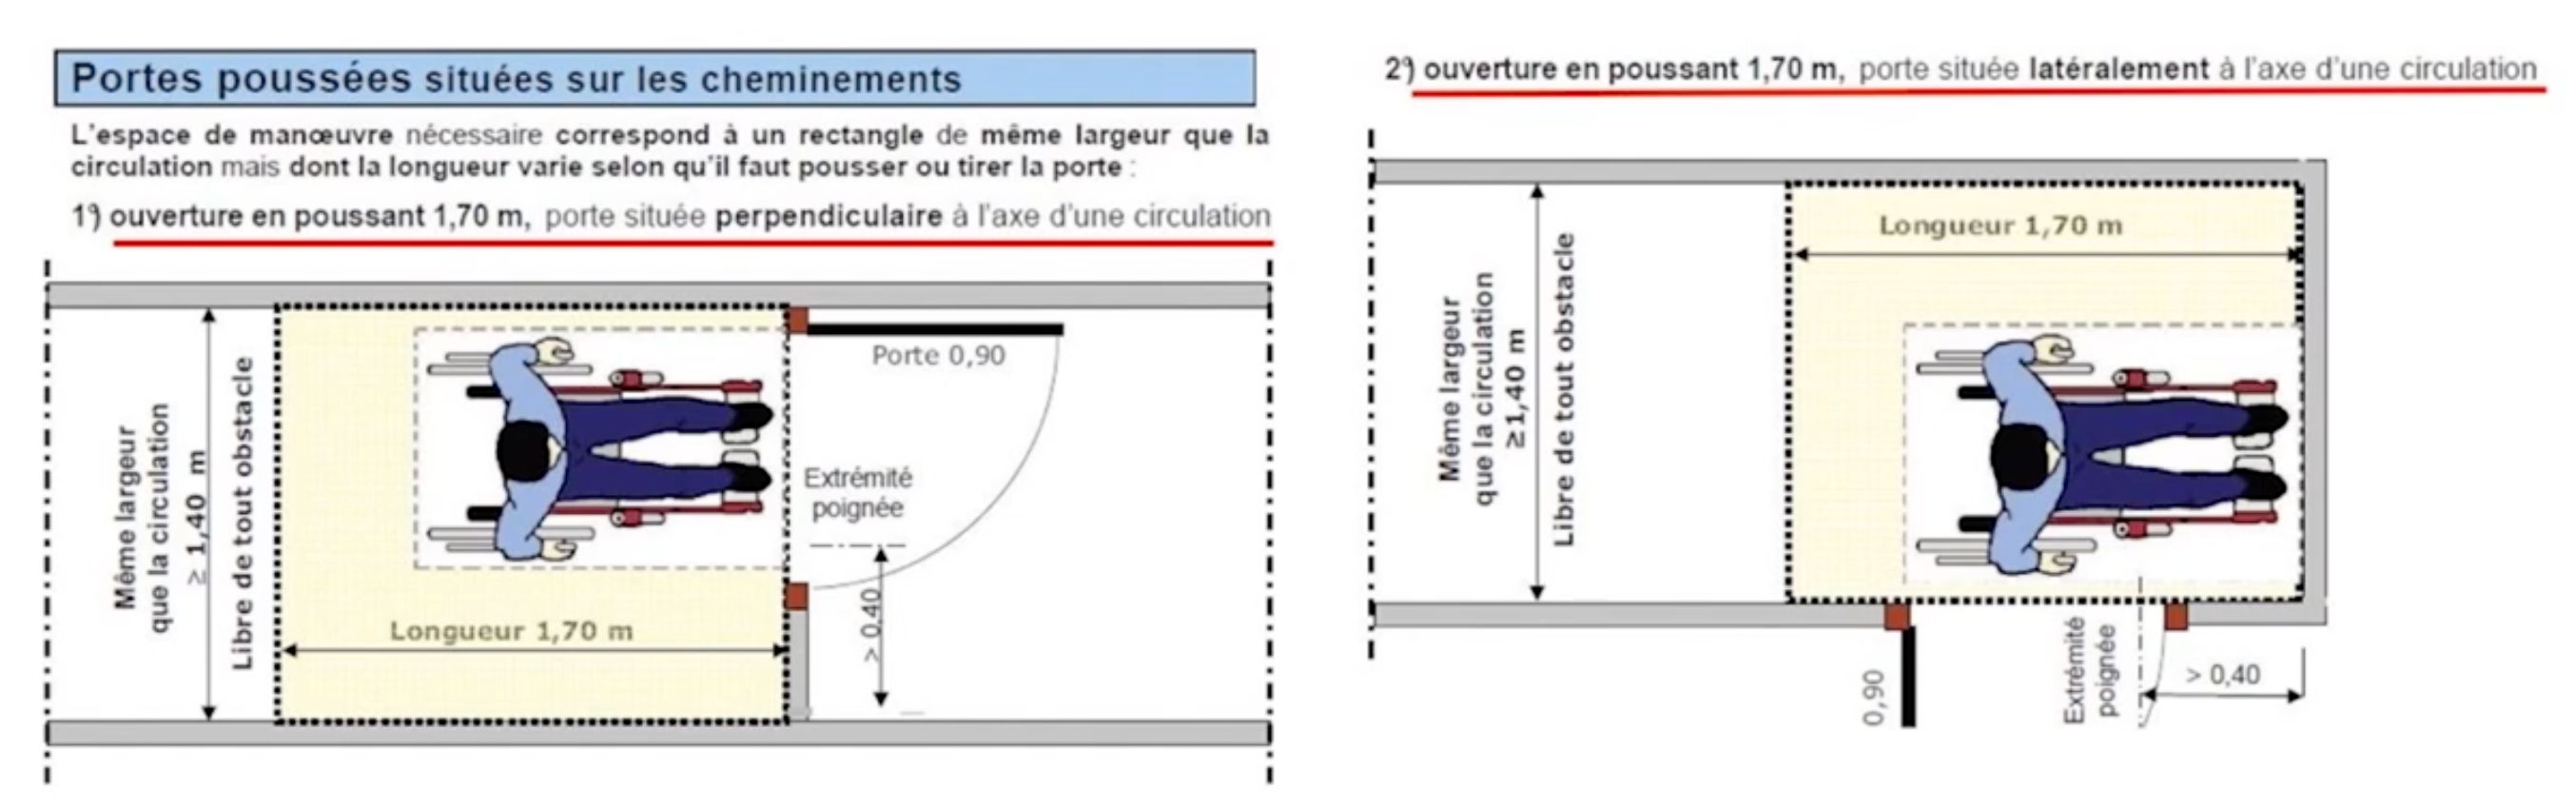 Portes poussées situées sur les cheminements
L'espace de manœuvre nécessaire correspond à un rectangle de même largeur que la
circulation mais dont la longueur varie selon qu'il faut pousser ou tirer la porte :
1°) ouverture en poussant 1,70 m, porte située perpendiculaire à l'axe d'une circulation
Même largeur
que la circulation
≥ 1,40 m
Libre de tout obstacle
Porte 0,90
Extrémité
poignée
> 0,40
Longueur 1,70 m
2°) ouverture en poussant 1,70 m, porte située latéralement à l'axe d'une circulation
Longueur 1,70 m
Même largeur
que la circulation
≥1,40 m
Libre de tout obstacle
0,90
Extrémité
poignée
> 0,40